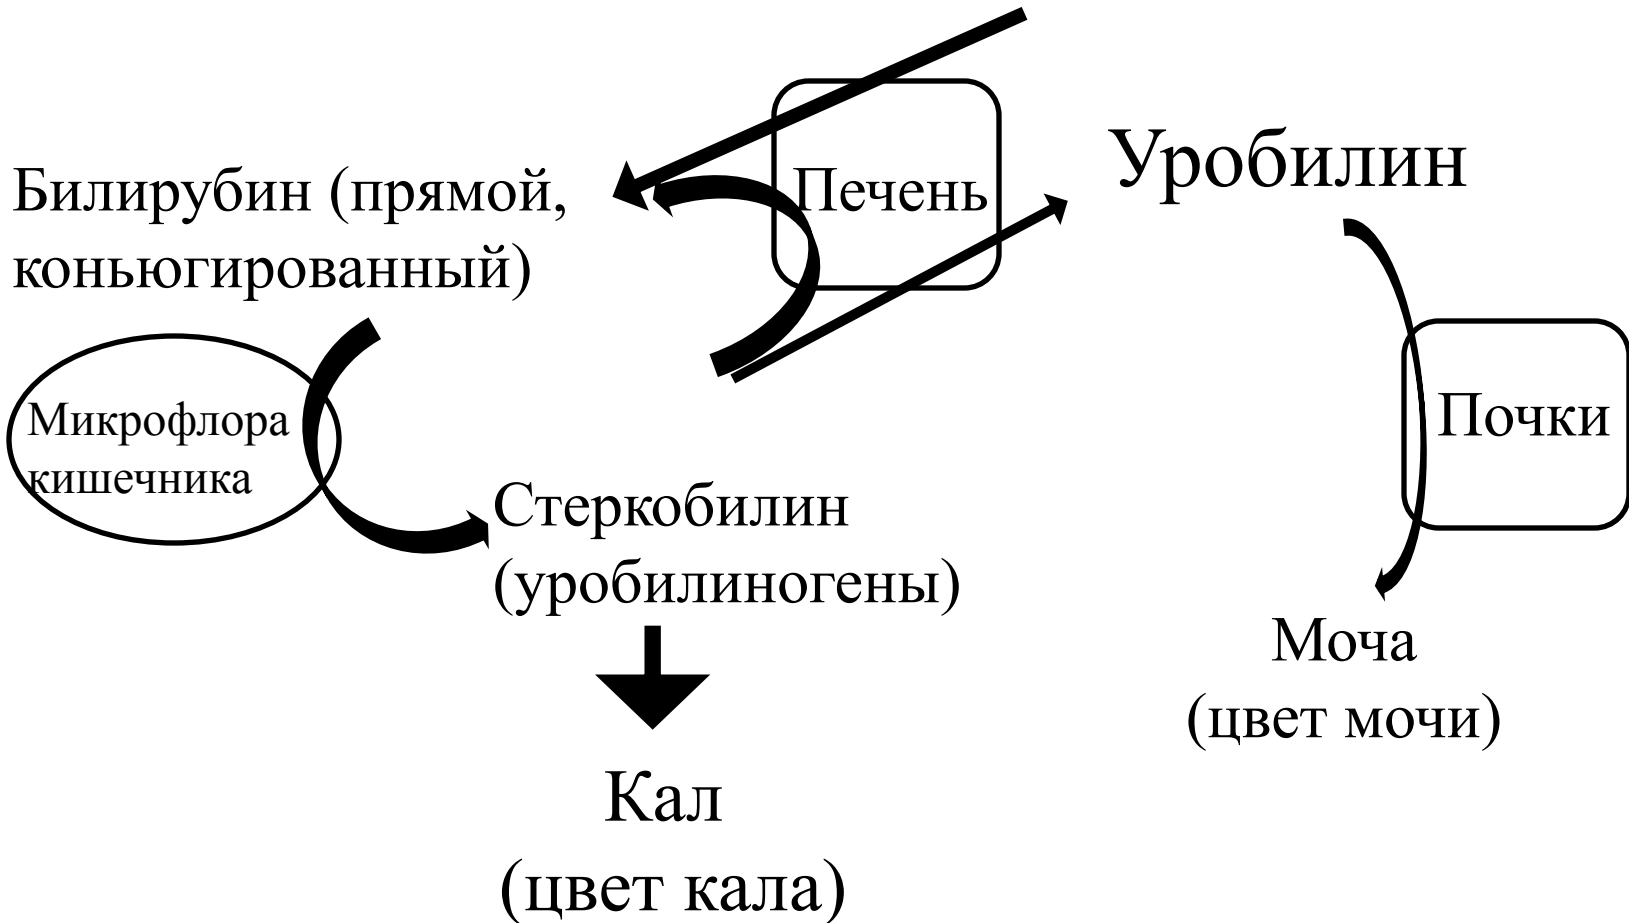 Билирубин (прямой,
коньюгированный)
Печень
Уробилин
Микрофлора
кишечника
Почки
Стеркобилин
(уробилиногены)
Моча
(цвет мочи)
Кал
(цвет кала)